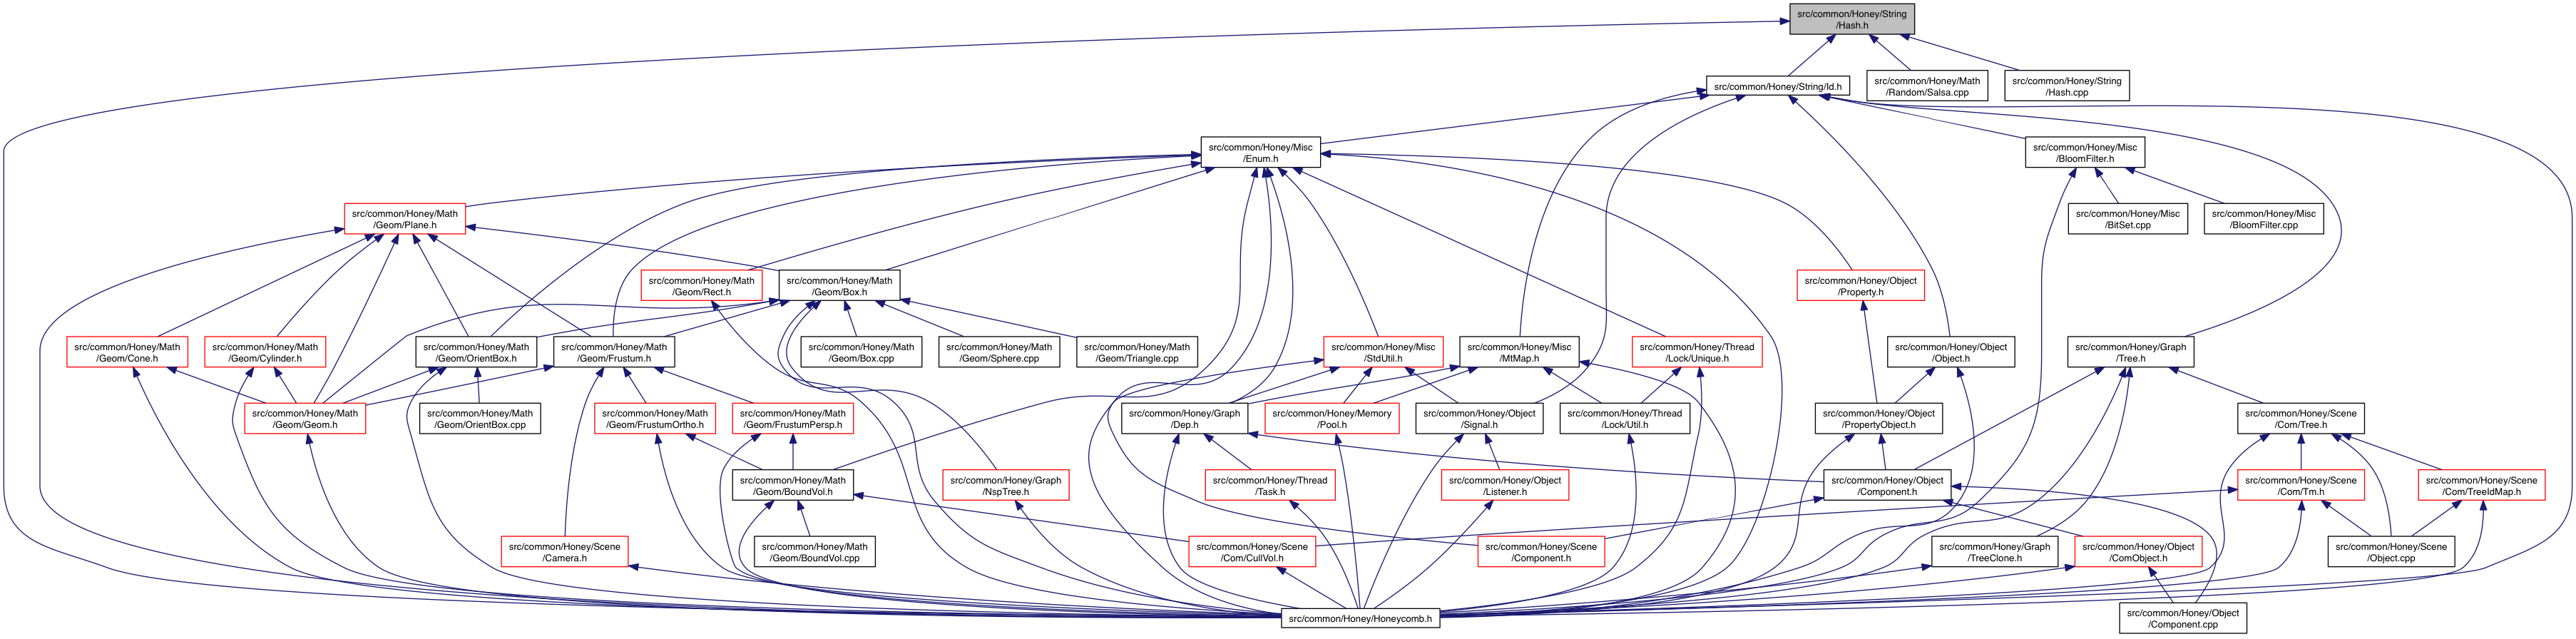 src/common/Honey/String
/Hash.h
src/common/Honey/String/Id.h
src/common/Honey/Math
/Random/Salsa.cpp
src/common/Honey/String
/Hash.cpp
src/common/Honey/Misc
/Enum.h
src/common/Honey/Misc
/BloomFilter.h
src/common/Honey/Math
/Geom/Plane.h
src/common/Honey/Misc
/BitSet.cpp
src/common/Honey/Misc
/BloomFilter.cpp
src/common/Honey/Math
/Geom/Rect.h
src/common/Honey/Math
/Geom/Box.h
src/common/Honey/Object
/Property.h
src/common/Honey/Math
/Geom/Cone.h
src/common/Honey/Math
/Geom/Cylinder.h
src/common/Honey/Math
/Geom/OrientBox.h
src/common/Honey/Math
/Geom/Frustum.h
src/common/Honey/Math
/Geom/Box.cpp
src/common/Honey/Math
/Geom/Sphere.cpp
src/common/Honey/Math
/Geom/Triangle.cpp
src/common/Honey/Misc
/StdUtil.h
src/common/Honey/Misc
/MtMap.h
src/common/Honey/Thread
/Lock/Unique.h
src/common/Honey/Object
/Object.h
src/common/Honey/Graph
/Tree.h
src/common/Honey/Math
/Geom/Geom.h
src/common/Honey/Math
/Geom/OrientBox.cpp
src/common/Honey/Math
/Geom/FrustumOrtho.h
src/common/Honey/Math
/Geom/FrustumPersp.h
src/common/Honey/Graph
/Dep.h
src/common/Honey/Memory
/Pool.h
src/common/Honey/Object
/Signal.h
src/common/Honey/Thread
/Lock/Util.h
src/common/Honey/Object
/PropertyObject.h
src/common/Honey/Scene
/Com/Tree.h
src/common/Honey/Math
/Geom/BoundVol.h
src/common/Honey/Graph
/NspTree.h
src/common/Honey/Thread
/Task.h
src/common/Honey/Object
/Listener.h
src/common/Honey/Object
/Component.h
src/common/Honey/Scene
/Com/Tm.h
src/common/Honey/Scene
/Com/TreeIdMap.h
src/common/Honey/Scene
/Camera.h
src/common/Honey/Math
/Geom/BoundVol.cpp
src/common/Honey/Scene
/Com/CullVol.h
src/common/Honey/Scene
/Component.h
src/common/Honey/Graph
/TreeClone.h
src/common/Honey/Object
/ComObject.h
src/common/Honey/Scene
/Object.cpp
src/common/Honey/Honeycomb.h
src/common/Honey/Object
/Component.cpp